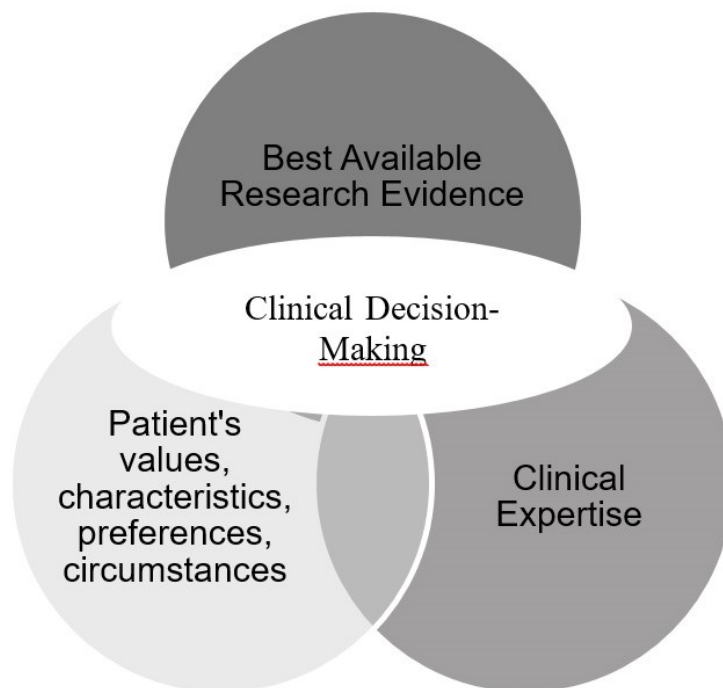 Best Available
Research Evidence
Clinical Decision-
Making
Patient's
values,
characteristics,
preferences,
circumstances
Clinical
Expertise